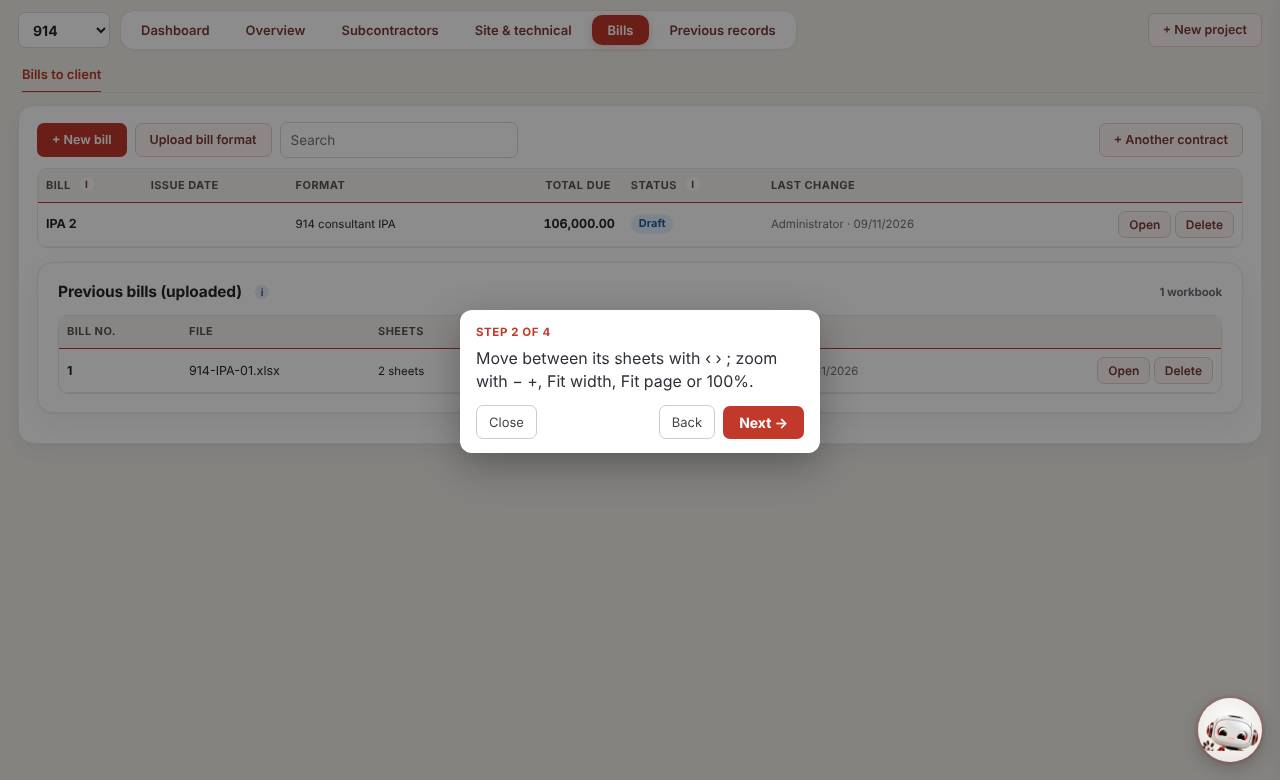 914
Dashboard
Overview
Subcontractors
Site & technical
Bills
Previous records
+ New project
Bills to client
+ New bill
Upload bill format
Search
+ Another contract
BILL i
ISSUE DATE
FORMAT
TOTAL DUE
STATUS i
LAST CHANGE
IPA 2
914 consultant IPA
106,000.00
Draft
Administrator · 09/11/2026
Open
Delete
Previous bills (uploaded) i
1 workbook
BILL NO.
FILE
SHEETS
1
914-IPA-01.xlsx
2 sheets
1/2026
Open
Delete
STEP 2 OF 4
Move between its sheets with ‹ › ; zoom
with − +, Fit width, Fit page or 100%.
Close
Back
Next →